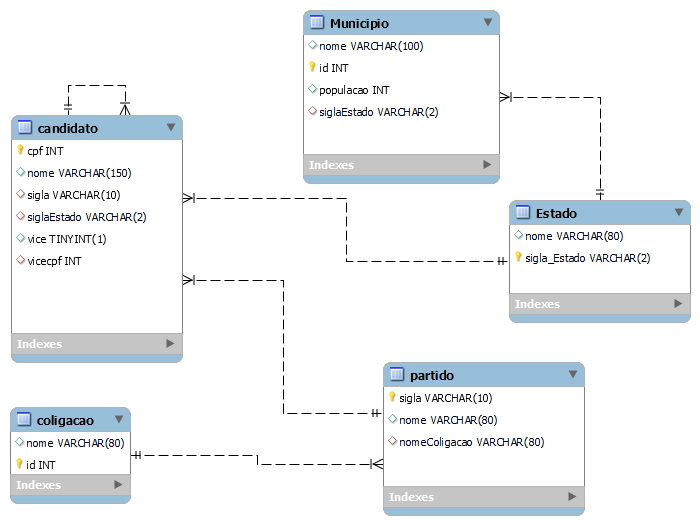 Municipio
nome VARCHAR(100)
id INT
populacao INT
siglaEstado VARCHAR(2)
Indexes
candidato
cpf INT
nome VARCHAR(150)
sigla VARCHAR(10)
siglaEstado VARCHAR(2)
vice TINYINT(1)
vicecpf INT
Indexes
Estado
nome VARCHAR(80)
sigla_Estado VARCHAR(2)
Indexes
partido
sigla VARCHAR(10)
nome VARCHAR(80)
nomeColigacao VARCHAR(80)
Indexes
coligacao
nome VARCHAR(80)
id INT
Indexes